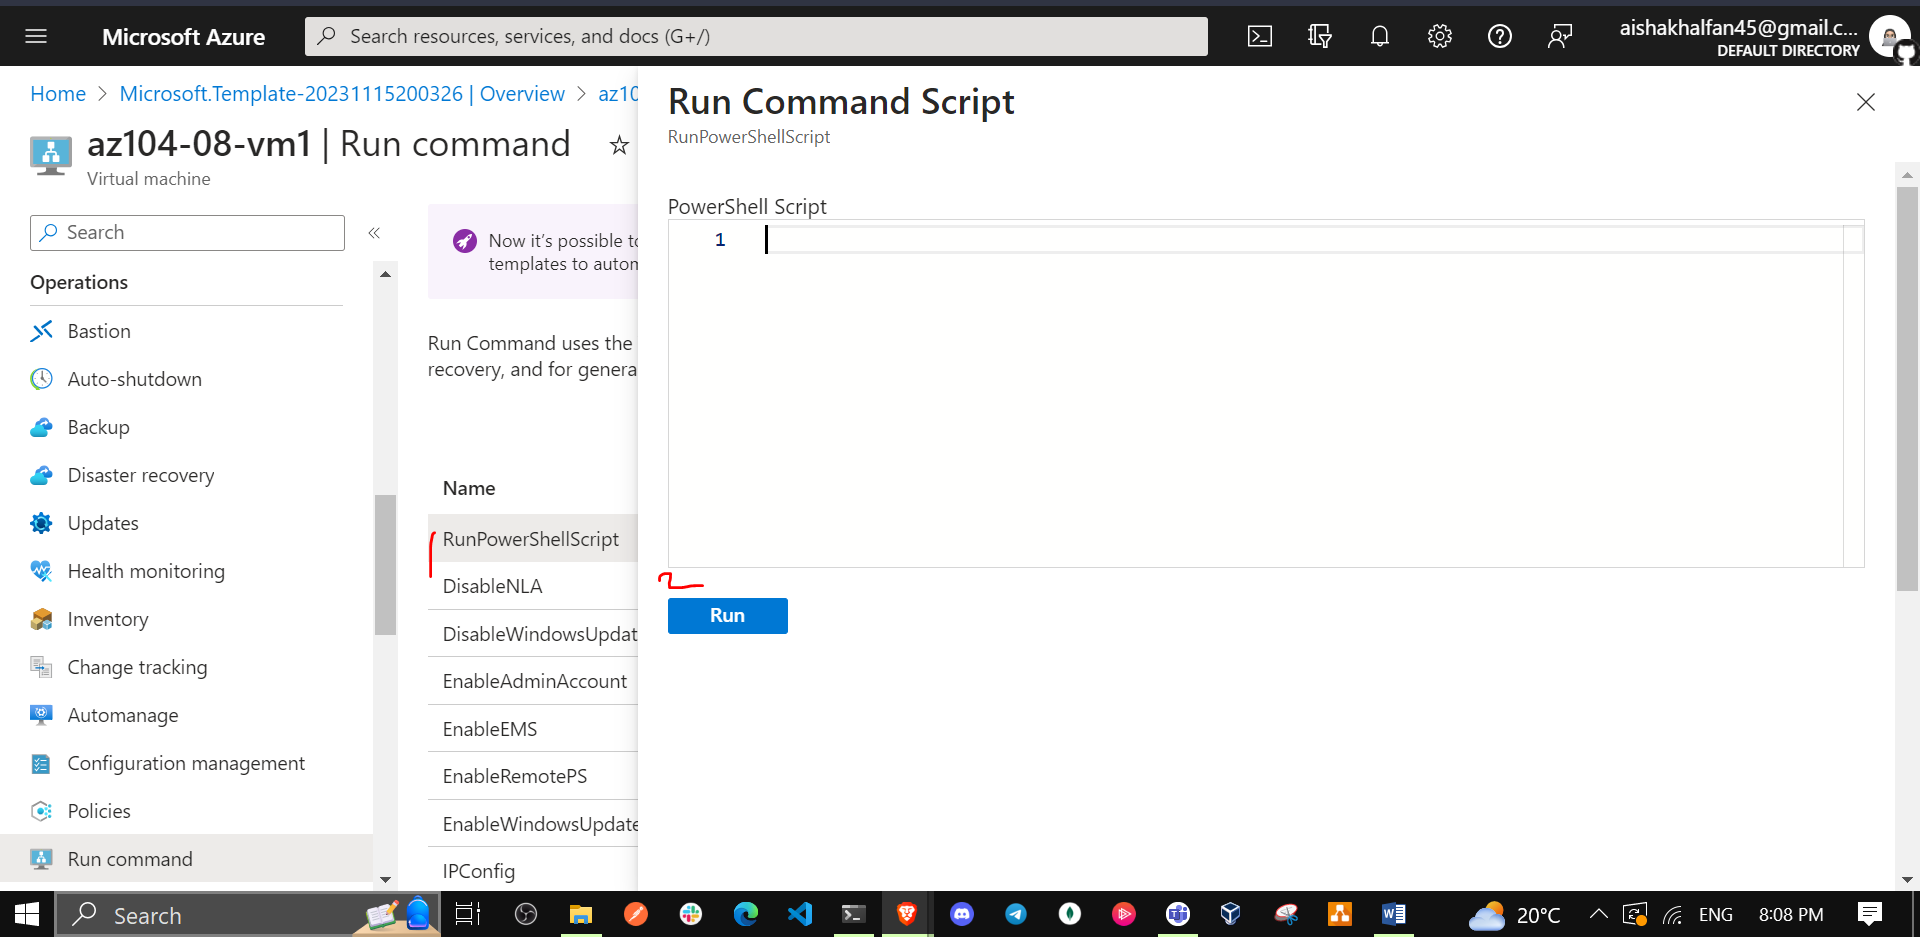 Microsoft Azure
Search resources, services, and docs (G+/)
aishakhalfan45@gmail.c...
DEFAULT DIRECTORY
Home > Microsoft.Template-20231115200326 | Overview > az10
az104-08-vm1 | Run command
Virtual machine
Search
Operations
Bastion
Auto-shutdown
Backup
Disaster recovery
Updates
Health monitoring
Inventory
Change tracking
Automanage
Configuration management
Policies
Run command
Now it's possible to
templates to autom
Run Command uses the
recovery, and for genera
Name
RunPowerShellScript
DisableNLA
DisableWindowsUpdat
EnableAdminAccount
EnableEMS
EnableRemotePS
EnableWindowsUpdate
IPConfig
Run Command Script
RunPowerShellScript
PowerShell Script
1
2
Run
Search
20°C
ENG
8:08 PM